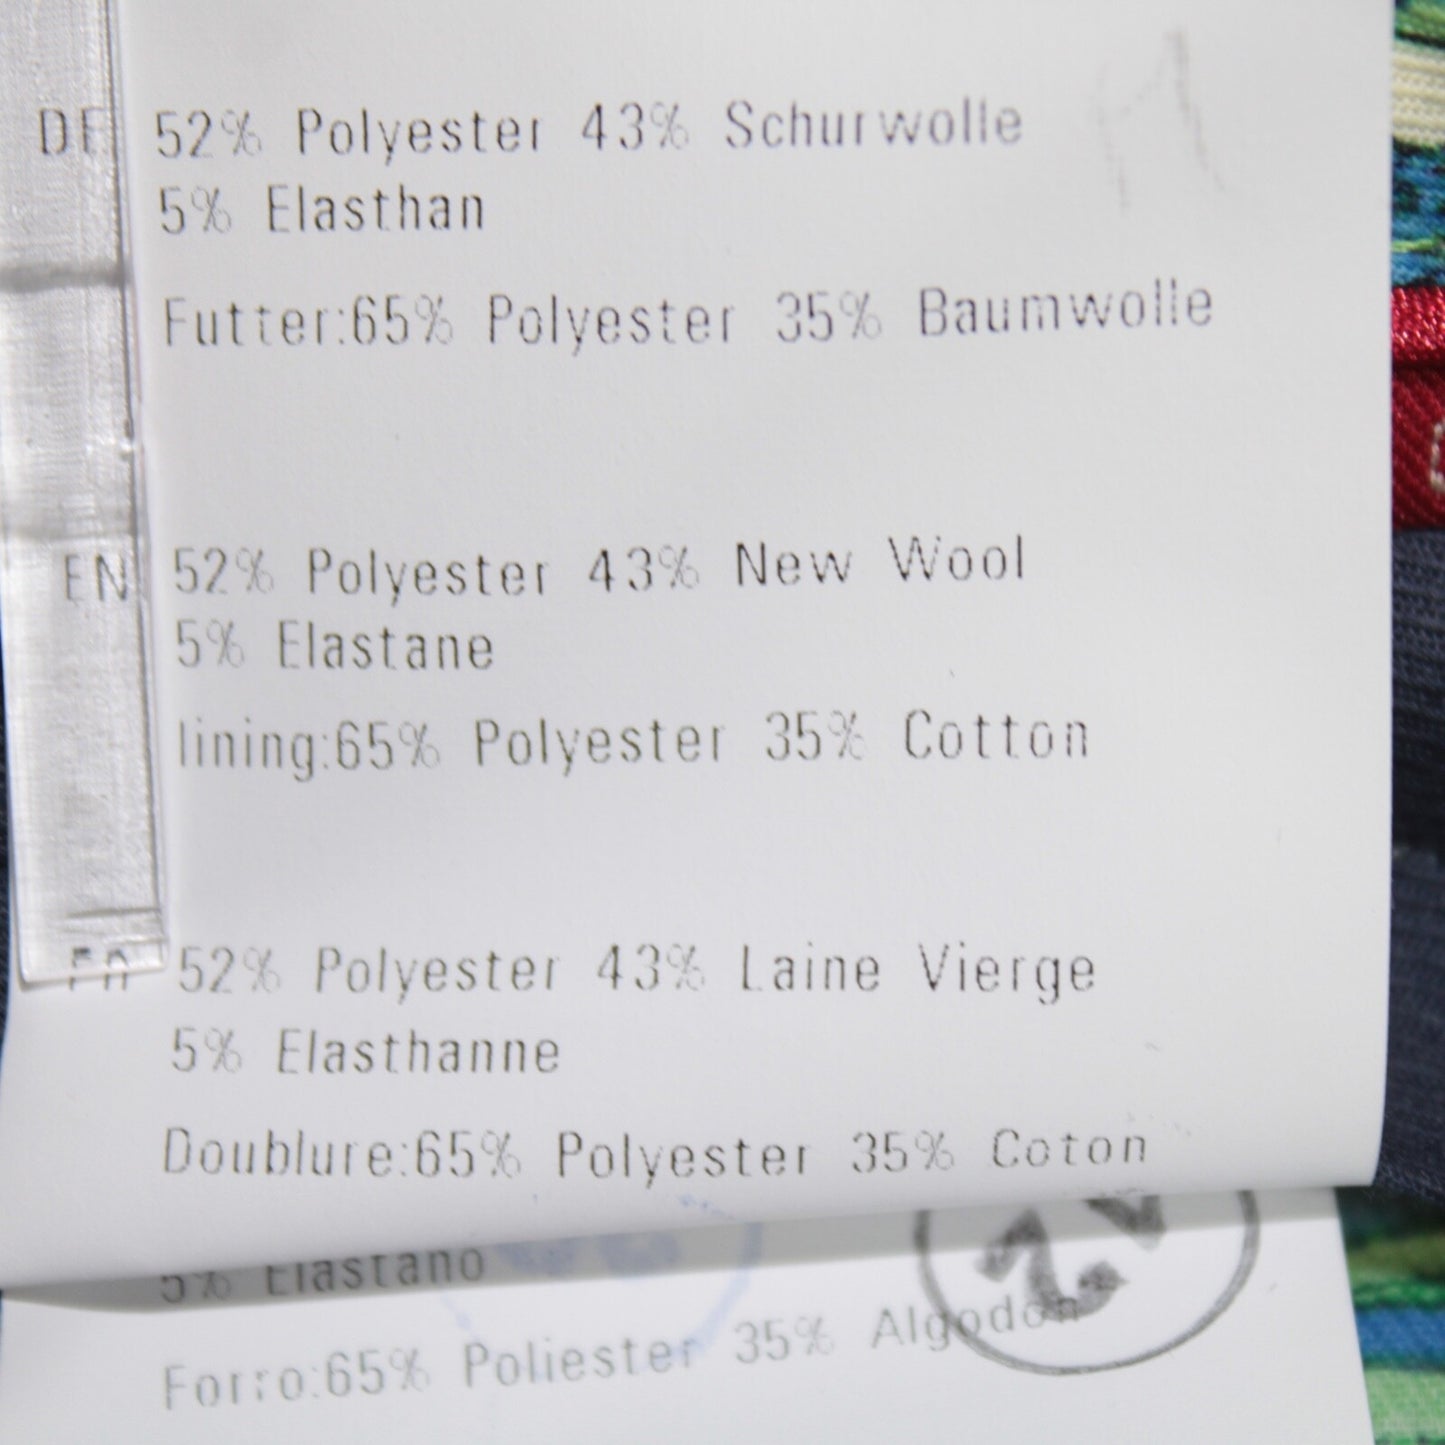 DE 52% Polyester 43% Schurwolle
5% Elasthan
Futter:65% Polyester 35% Baumwolle
EN 52% Polyester 43% New Wool
5% Elastane
lining:65% Polyester 35% Cotton
FR 52% Polyester 43% Laine Vierge
5% Elasthanne
Doublure:65% Polyester 35% Coton
5% Elastano
Forro:65% Poliester 35% Algodon